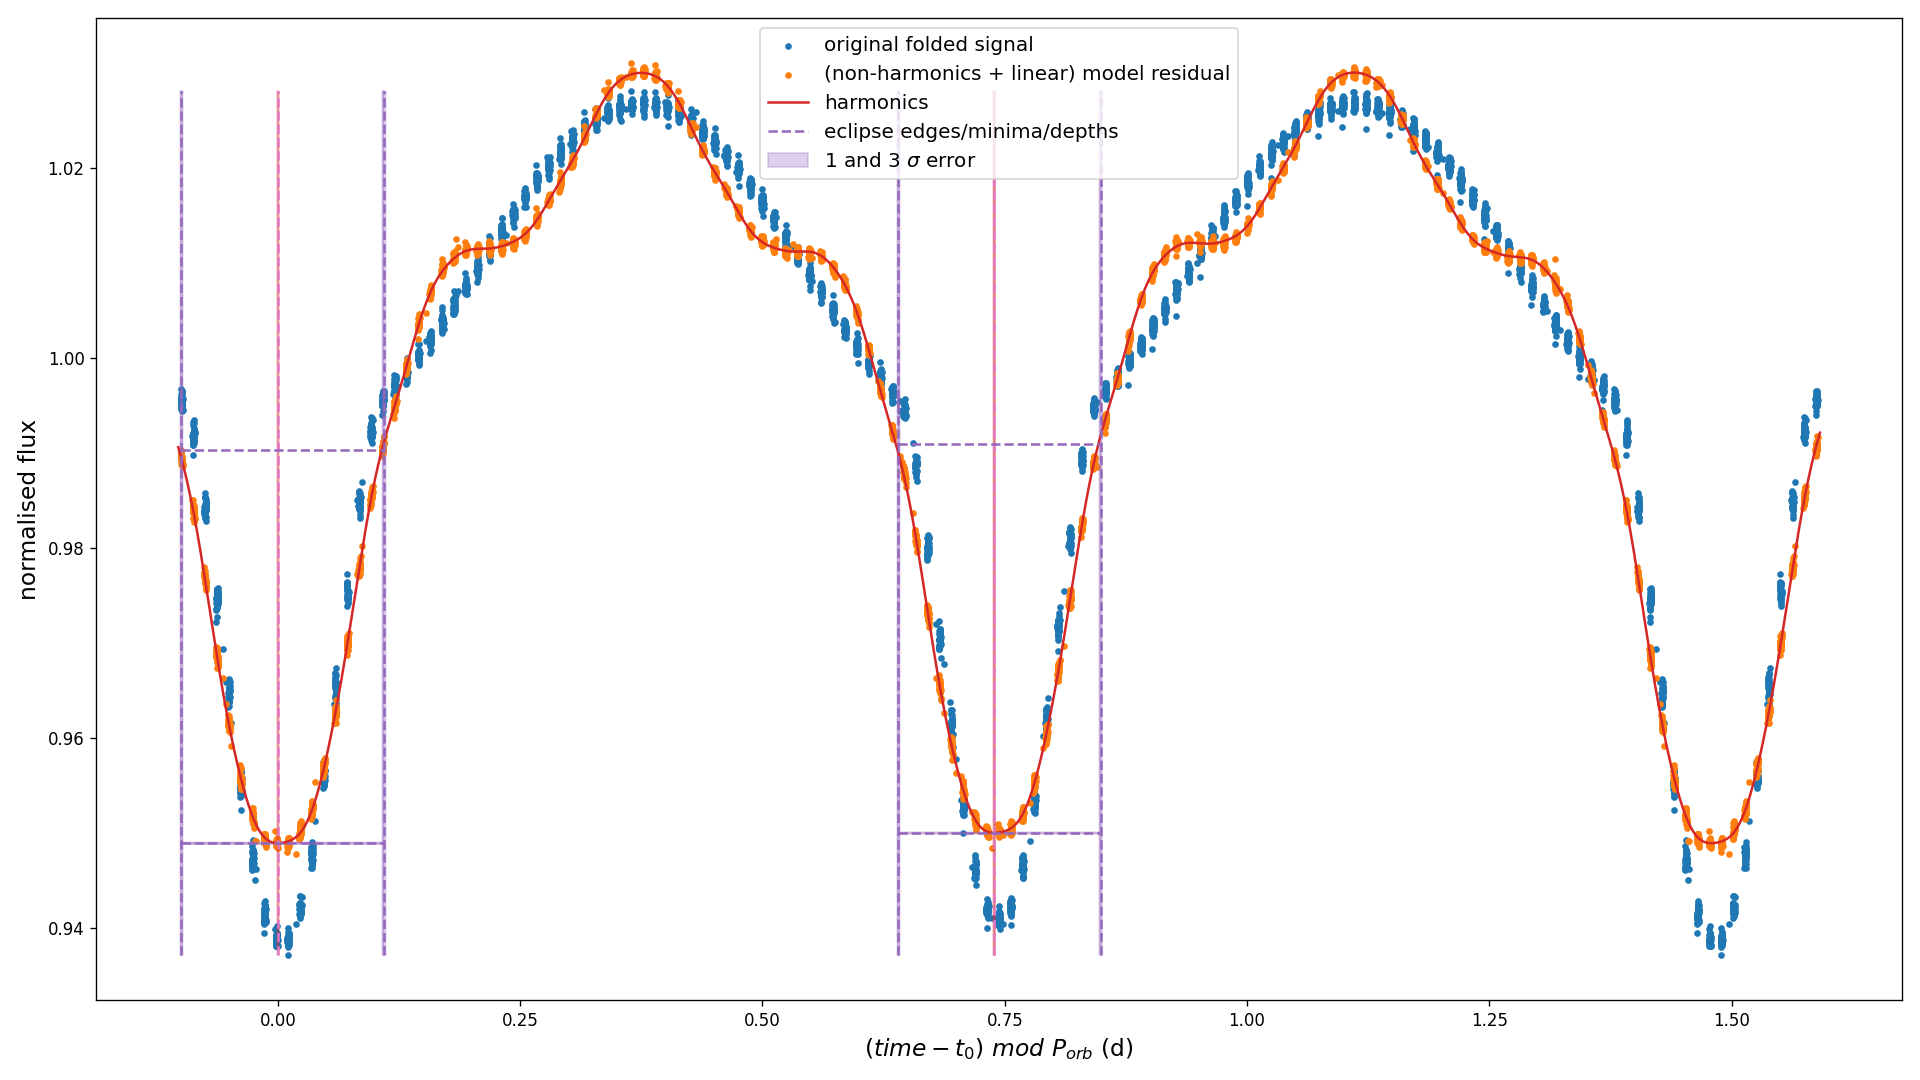 original folded signal
(non-harmonics + linear) model residual
harmonics
eclipse edges/minima/depths
1 and 3 σ error
normalised flux
1.02
1.00
0.98
0.96
0.94
0.00 0.25 0.50 0.75 1.00 1.25 1.50
(time − t₀) mod P_orb (d)